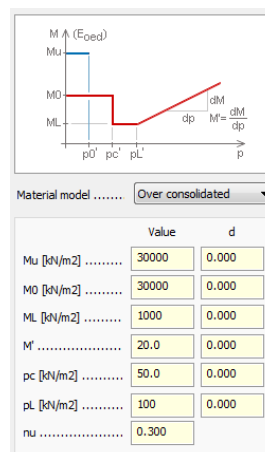 M (Eoed)
Mu
M0
ML
dM
dp
M'= dM
dp
p0' pc' pL' p
Material model ....... Over consolidated
Value d
Mu [kN/m2] ......... 30000 0.000
M0 [kN/m2] ......... 30000 0.000
ML [kN/m2] ......... 1000 0.000
M' ................... 20.0 0.000
pc [kN/m2] .......... 50.0 0.000
pL [kN/m2] .......... 100 0.000
nu ................... 0.300